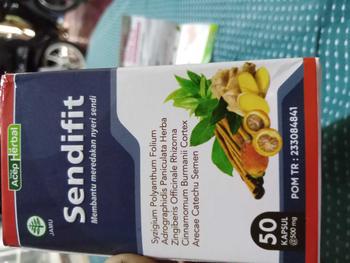 Acep Herbal
JAMU
Sendifit
Membantu meredakan nyeri sendi
Syzigium Polyanthum Folium
Adrographidis Paniculata Herba
Zingiberis Officinale Rhizoma
Cinnamomum Burmanii Cortex
Arecae Catechu Semen
50
KAPSUL
@500 mg
POM TR : 233084841